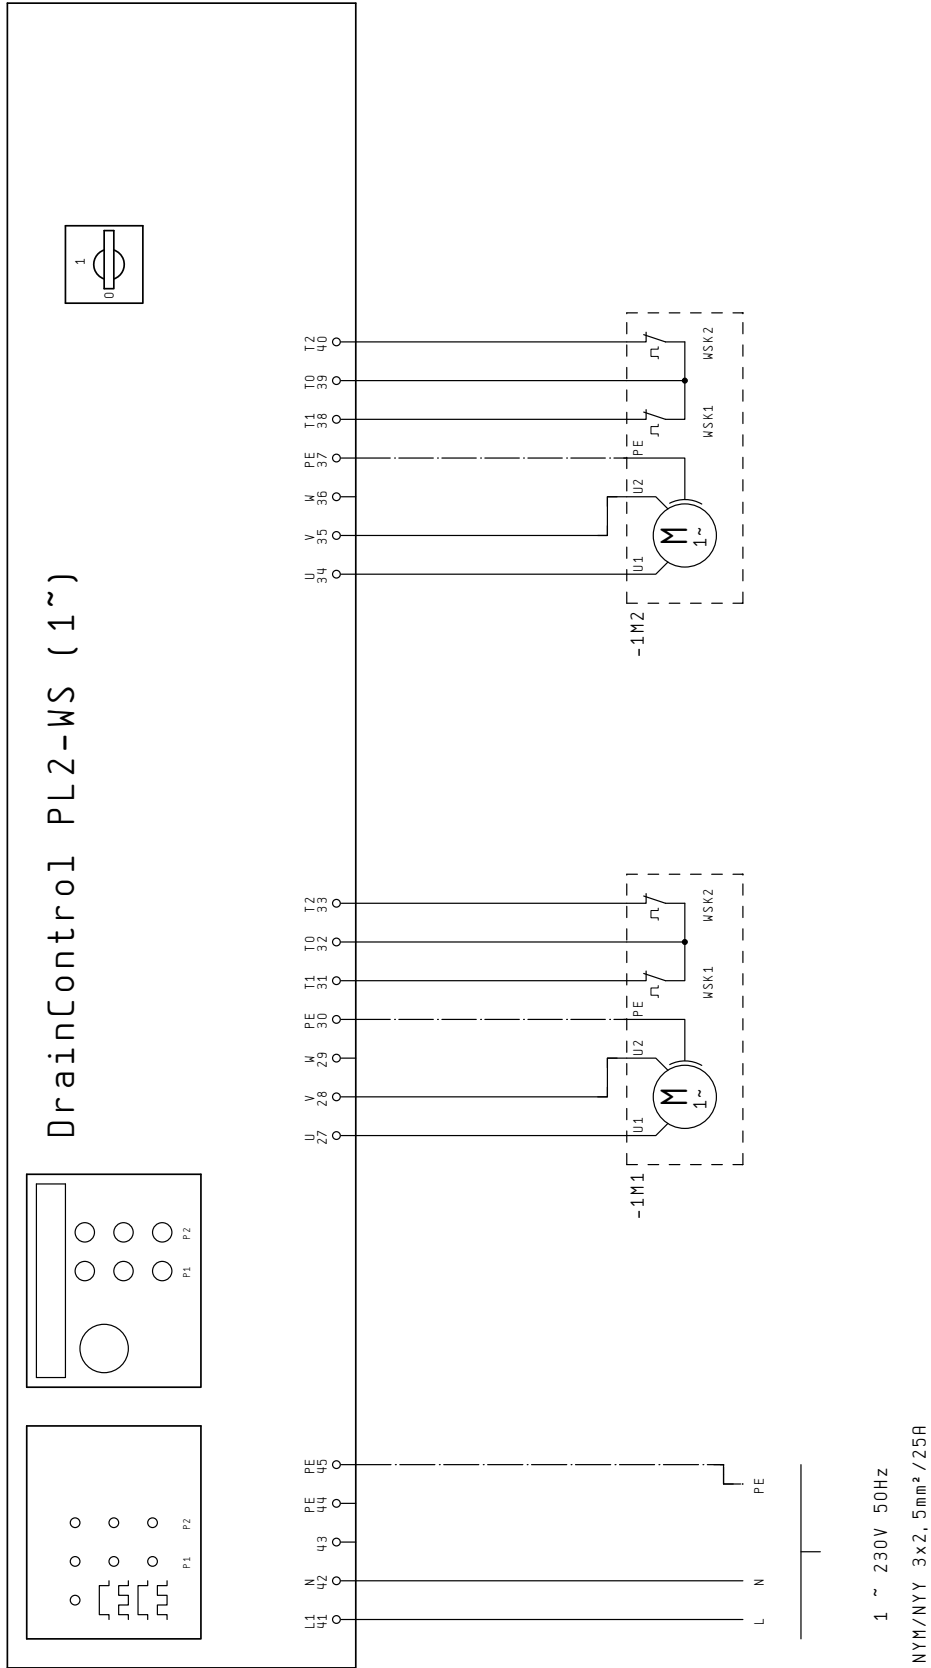 DrainControl PL2-WS (1~)
P1 P2
P1 P2
0 1
L1 N PE PE
41 42 43 44 45
U V W PE T1 T0 T2
27 28 29 30 31 32 33
U V W PE T1 T0 T2
34 35 36 37 38 39 40
U1 U2 PE
M
1~
WSK1 WSK2
-1M1
U1 U2 PE
M
1~
WSK1 WSK2
-1M2
L N PE
1 ~ 230V 50Hz
NYM/NYY 3x2,5mm²/25A